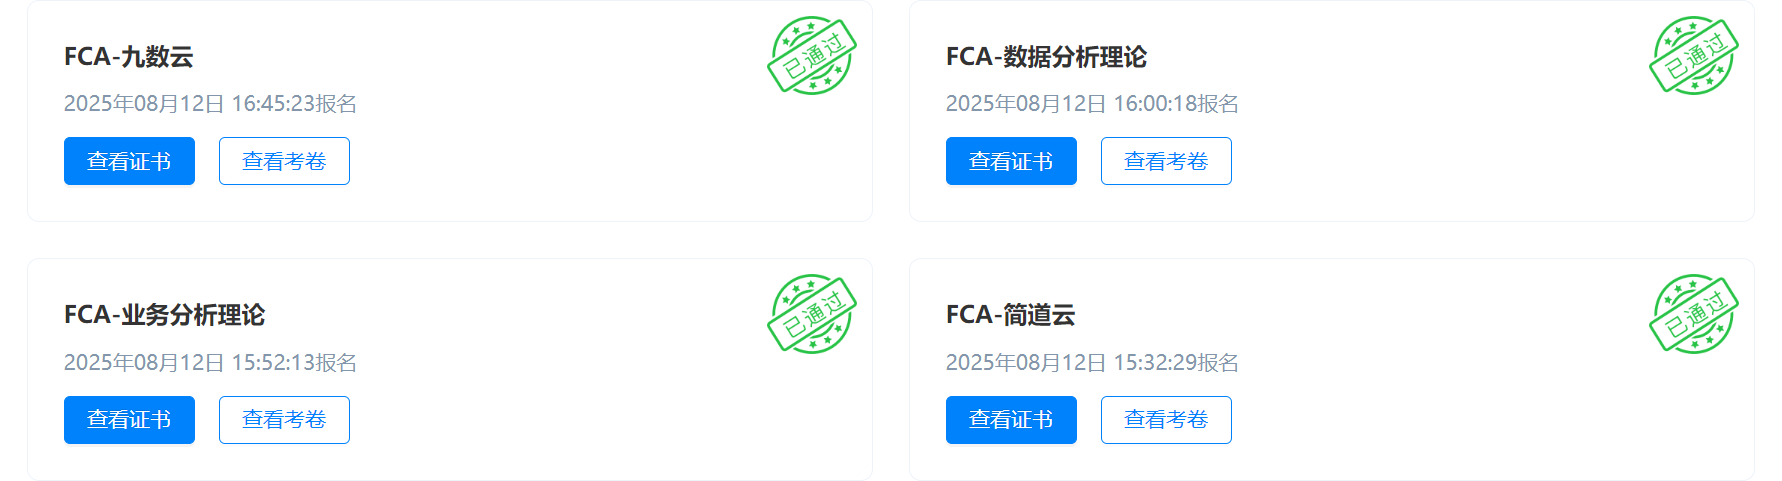 FCA-九数云
已通过
2025年08月12日 16:45:23报名
查看证书 查看考卷
FCA-数据分析理论
已通过
2025年08月12日 16:00:18报名
查看证书 查看考卷
FCA-业务分析理论
已通过
2025年08月12日 15:52:13报名
查看证书 查看考卷
FCA-简道云
已通过
2025年08月12日 15:32:29报名
查看证书 查看考卷